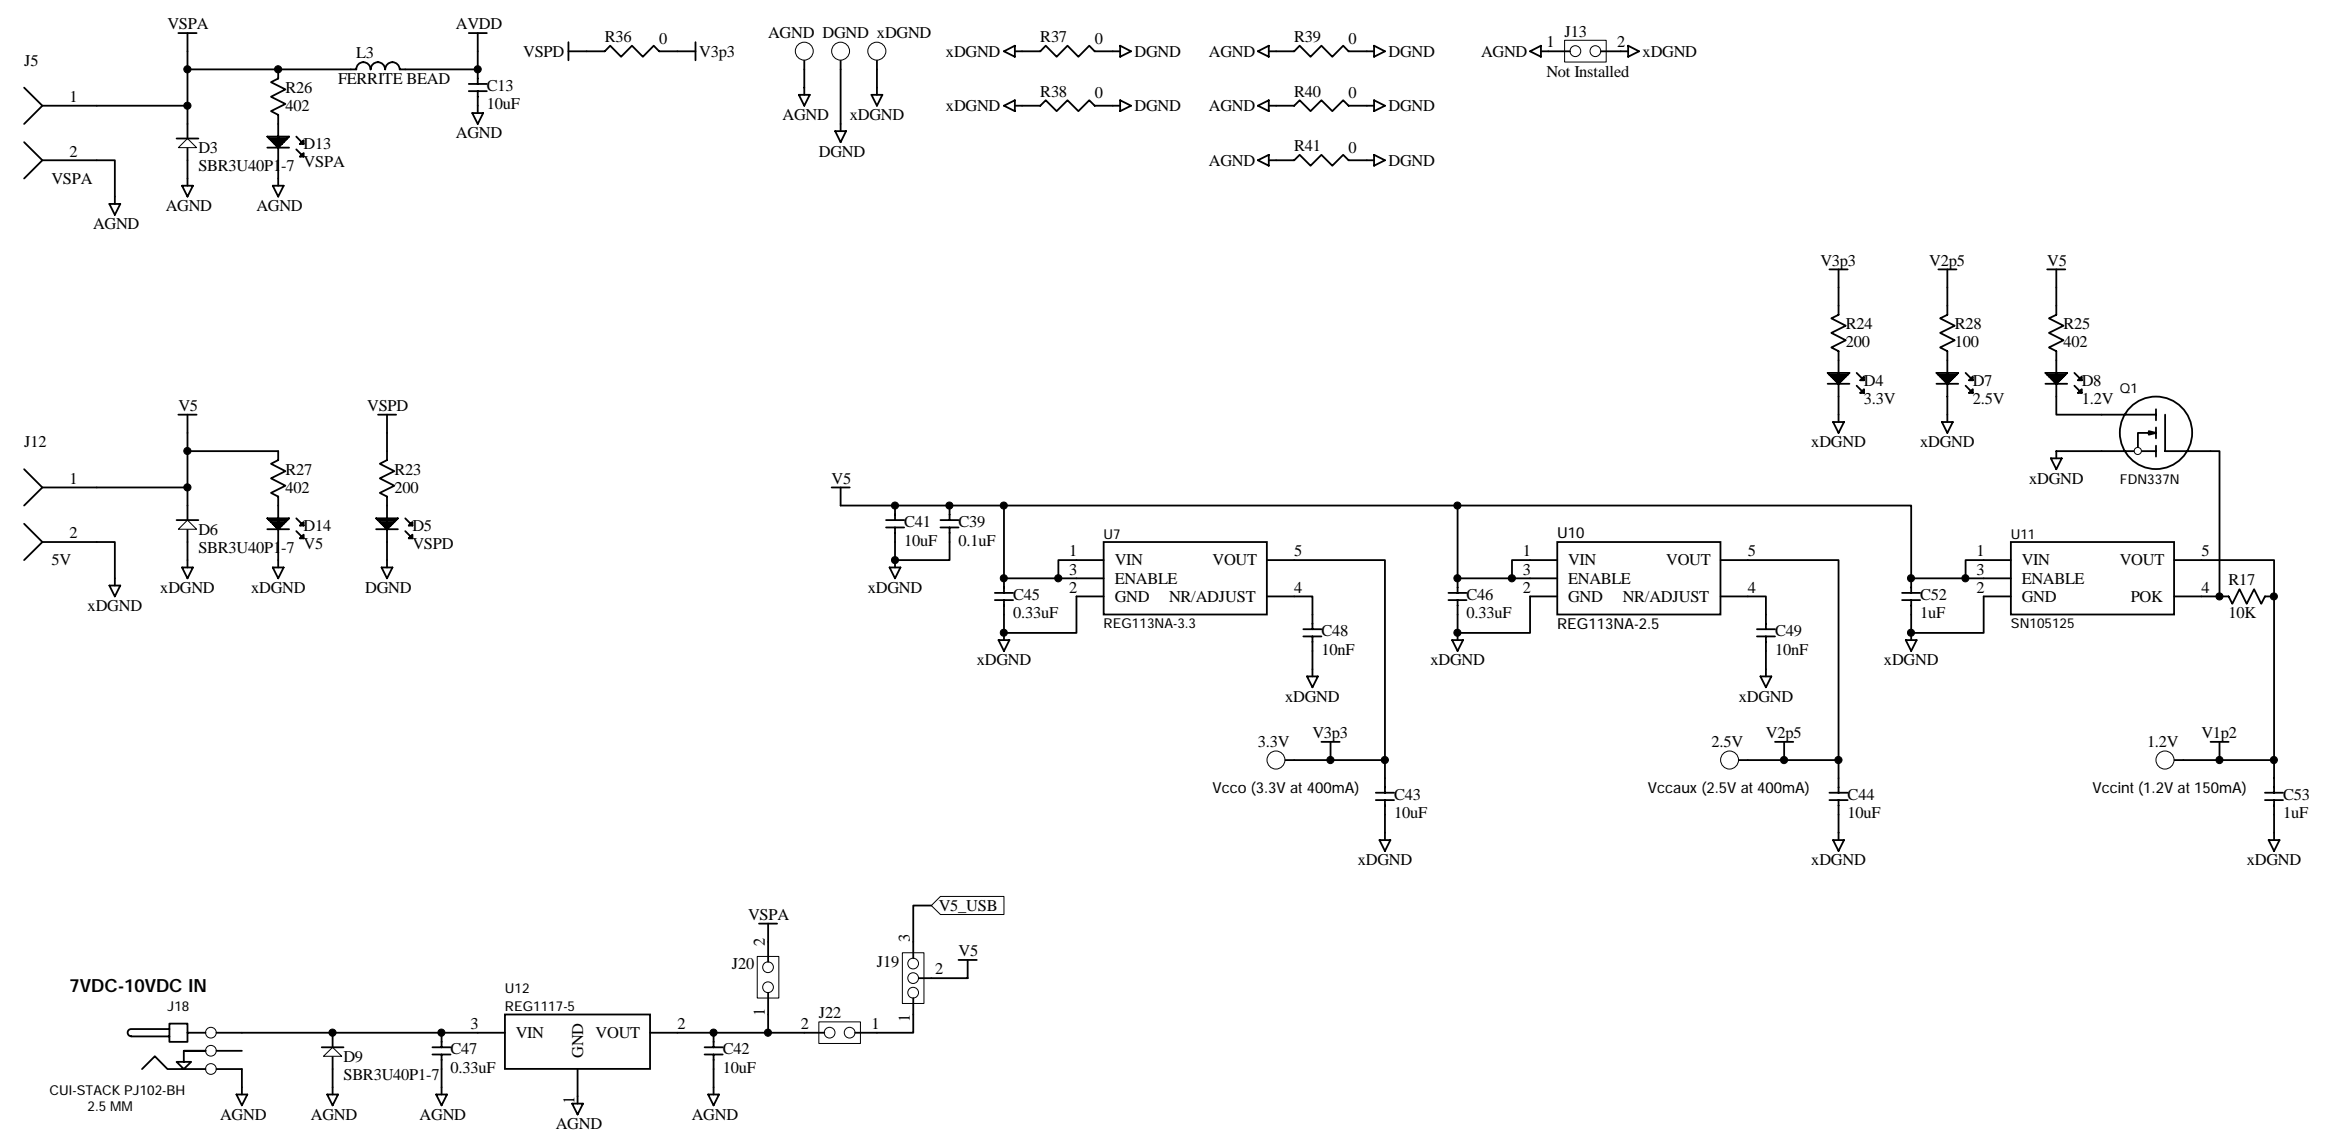 VSPA
AVDD
J5
L3
FERRITE BEAD
1
R26
402
C13
10uF
AGND
2
VSPA
AGND
D3
SBR3U40P1-7
AGND
D13
VSPA
AGND
VSPD
R36
0
V3p3
AGND DGND xDGND
AGND
xDGND
DGND
xDGND R37 0 DGND
xDGND R38 0 DGND
AGND R39 0 DGND
AGND R40 0 DGND
AGND R41 0 DGND
J13
AGND 1 2 xDGND
Not Installed
V3p3
R24
200
D4
3.3V
xDGND
V2p5
R28
100
D7
2.5V
xDGND
V5
R25
402
D8
1.2V
Q1
xDGND
FDN337N
V5
VSPD
J12
1
R27
402
R23
200
2
5V
xDGND
D6
SBR3U40P1-7
xDGND
D14
V5
xDGND
D5
VSPD
DGND
V5
C41
10uF
C39
0.1uF
xDGND
U7
1 VIN VOUT 5
3 ENABLE
2 GND NR/ADJUST 4
REG113NA-3.3
C45
0.33uF
xDGND
C48
10nF
xDGND
3.3V
V3p3
Vcco (3.3V at 400mA)
C43
10uF
xDGND
U10
1 VIN VOUT 5
3 ENABLE
2 GND NR/ADJUST 4
REG113NA-2.5
C46
0.33uF
xDGND
C49
10nF
xDGND
2.5V
V2p5
Vccaux (2.5V at 400mA)
C44
10uF
xDGND
U11
1 VIN VOUT 5
3 ENABLE
2 GND POK 4
SN105125
R17
10K
C52
1uF
xDGND
1.2V
V1p2
Vccint (1.2V at 150mA)
C53
1uF
xDGND
7VDC-10VDC IN
J18
CUI-STACK PJ102-BH
2.5 MM
AGND
D9
SBR3U40P1-7
AGND
C47
0.33uF
AGND
U12
REG1117-5
3 VIN GND VOUT 2
1
AGND
C42
10uF
AGND
VSPA
2
J20
1
2 J22 1
V5_USB
3
J19
2
V5
1